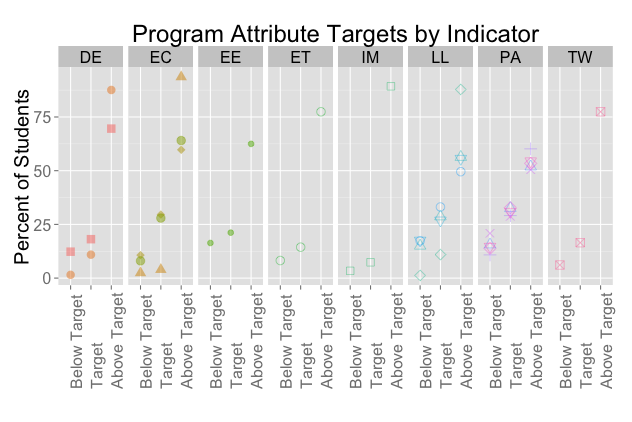 Program Attribute Targets by Indicator
DE EC EE ET IM LL PA TW
Percent of Students
75
50
25
0
Below Target
Target
Above Target
Below Target
Target
Above Target
Below Target
Target
Above Target
Below Target
Target
Above Target
Below Target
Target
Above Target
Below Target
Target
Above Target
Below Target
Target
Above Target
Below Target
Target
Above Target